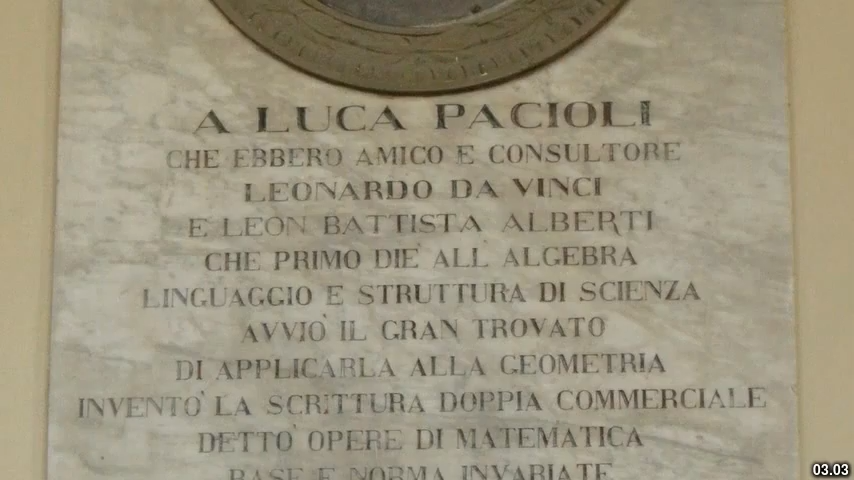 A LUCA PACIOLI
CHE EBBERO AMICO E CONSULTORE
LEONARDO DA VINCI
E LEON BATTISTA ALBERTI
CHE PRIMO DIE' ALL ALGEBRA
LINGUAGGIO E STRUTTURA DI SCIENZA
AVVIO' IL GRAN TROVATO
DI APPLICARLA ALLA GEOMETRIA
INVENTO' LA SCRITTURA DOPPIA COMMERCIALE
DETTO' OPERE DI MATEMATICA
BASE E NORMA INVARIATE
03.03